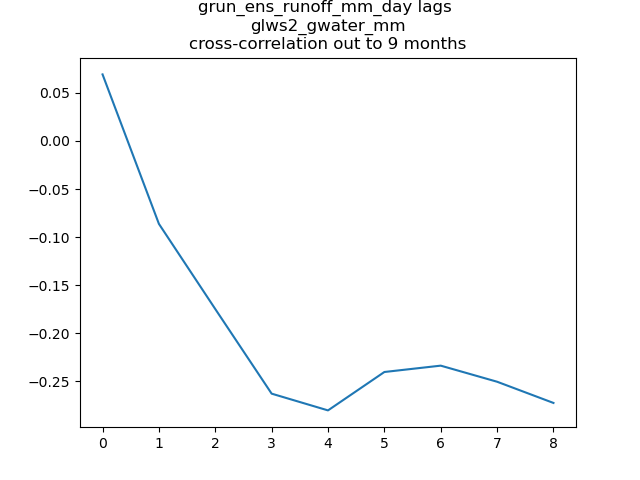 grun_ens_runoff_mm_day lags
glws2_gwater_mm
cross-correlation out to 9 months
0.05
0.00
−0.05
−0.10
−0.15
−0.20
−0.25
0 1 2 3 4 5 6 7 8